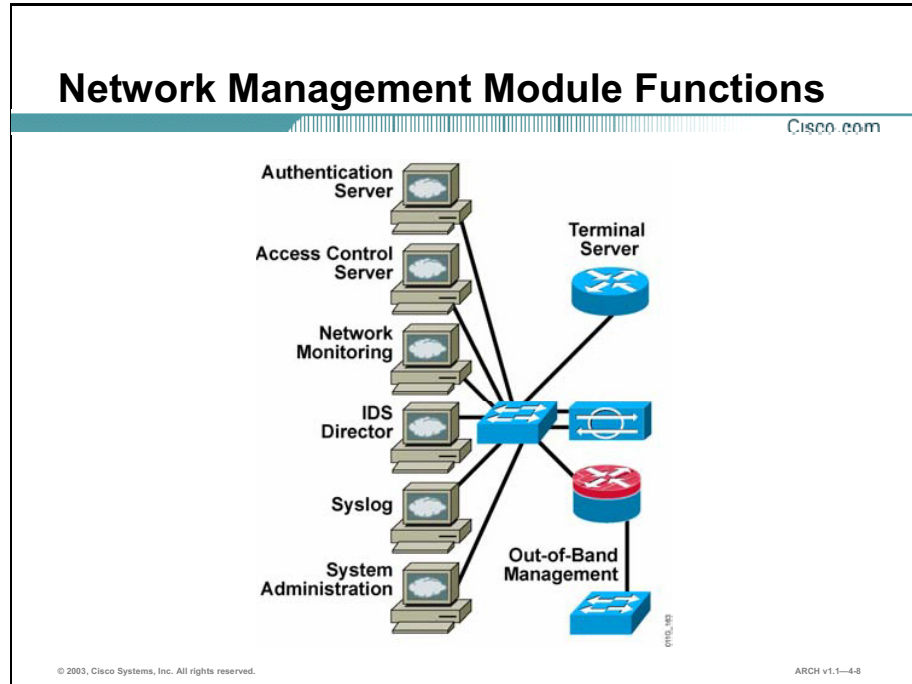 Network Management Module Functions
Cisco.com
Authentication
Server
Access Control
Server
Network
Monitoring
IDS
Director
Syslog
System
Administration
Terminal
Server
Out-of-Band
Management
011G_163
© 2003, Cisco Systems, Inc. All rights reserved.
ARCH v1.1—4-8